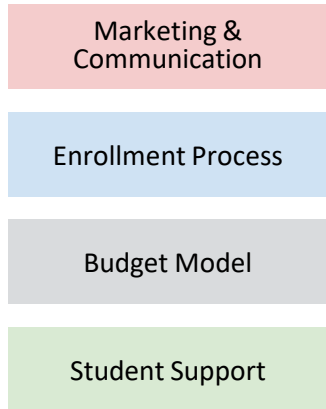 Marketing &
Communication
Enrollment Process
Budget Model
Student Support